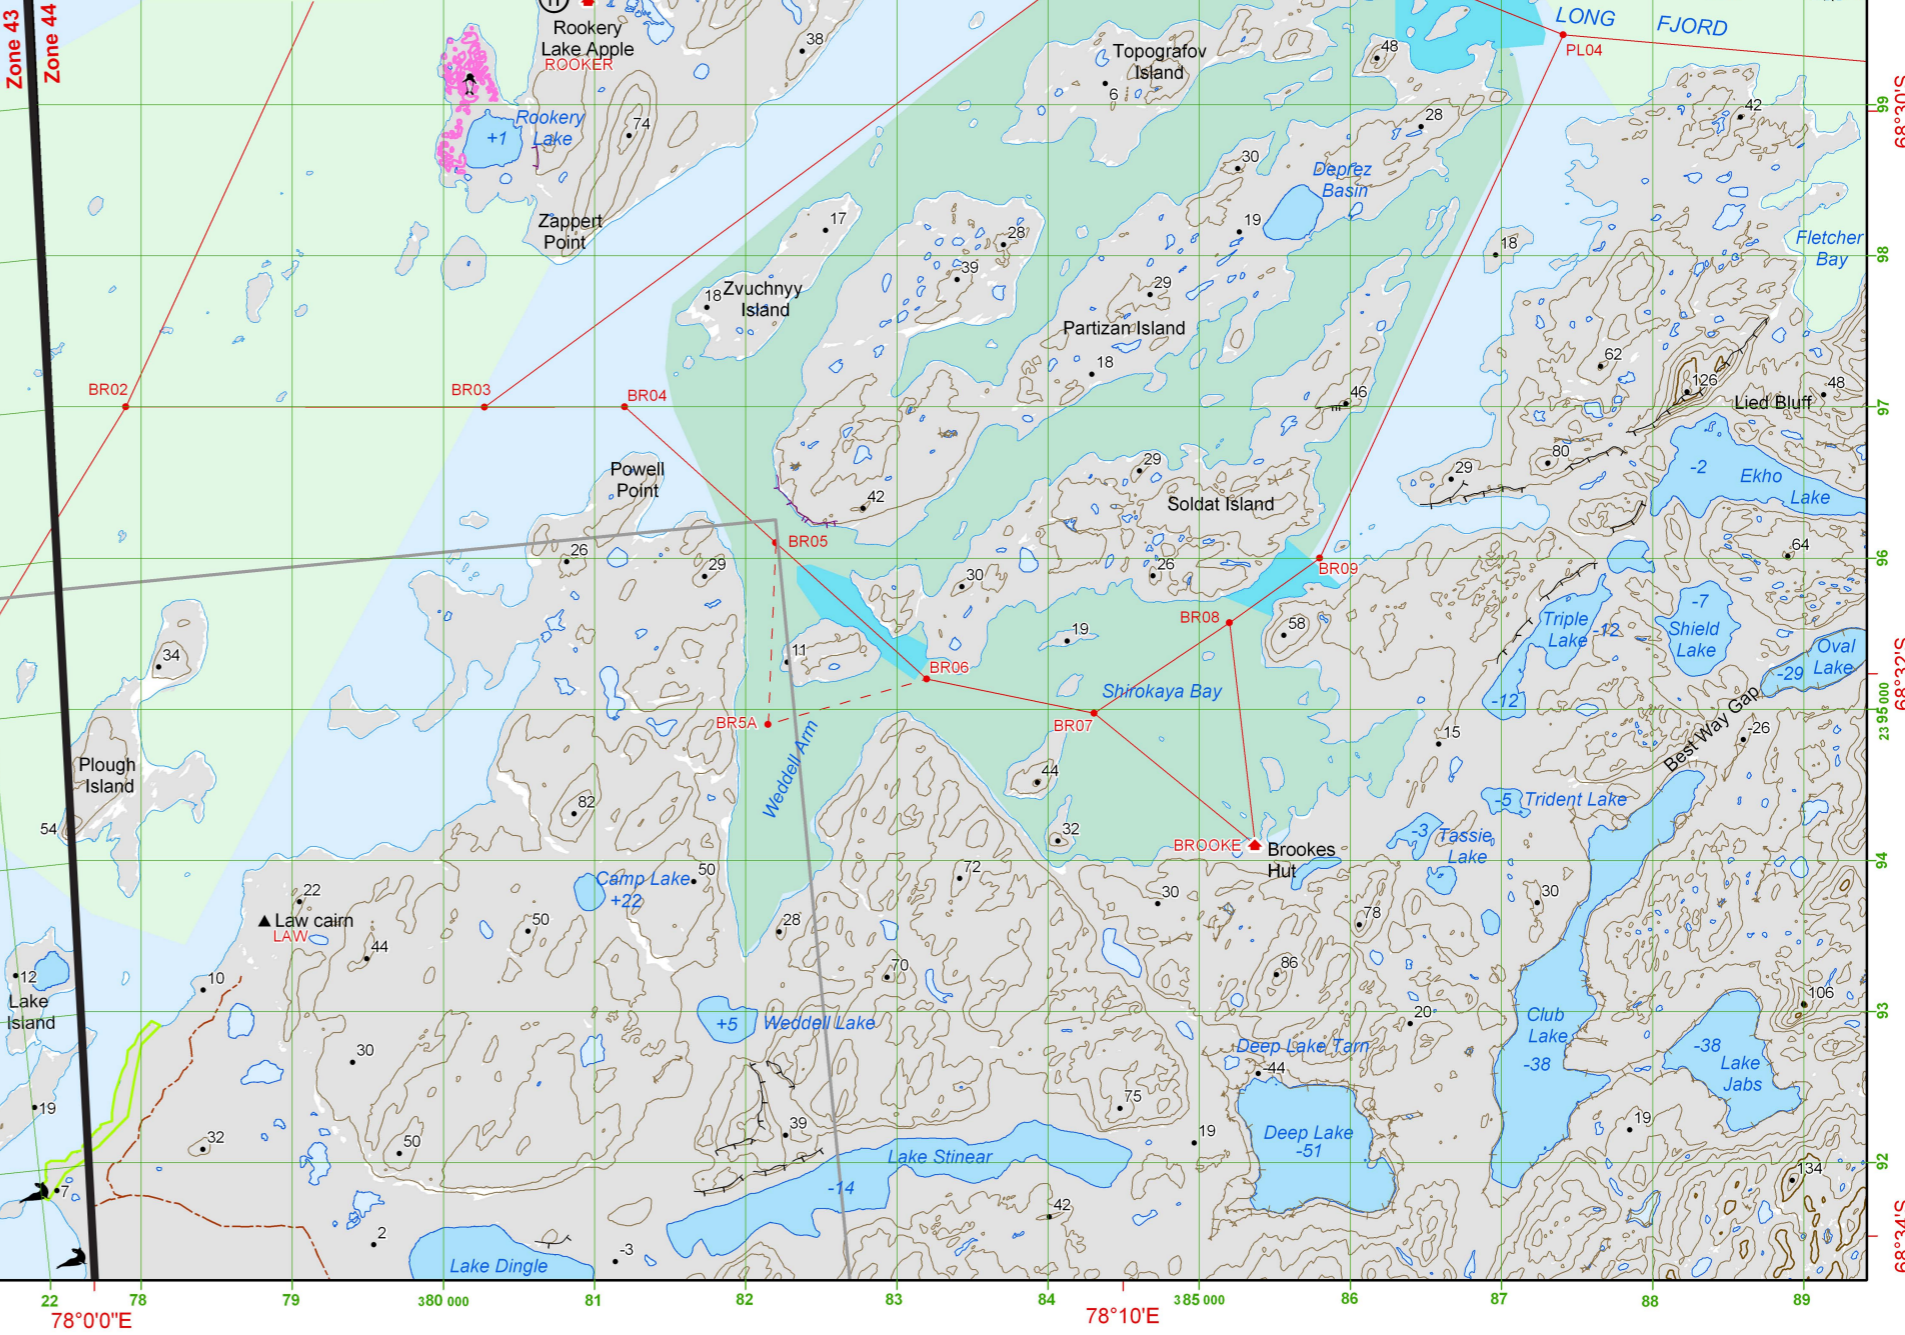 Zone 43
Zone 44
11
Rookery
Lake Apple
ROOKER
38
Topografov
Island
6
48
LONG FJORD
PL04
42
99
68°30'S
Rookery
Lake
+1
74
28
30
Deprez
Basin
Zappert
Point
17
28
19
18
Fletcher
Bay
98
39
18
Zvuchnyy
Island
29
Partizan Island
18
62
126
48
Lied Bluff
BR02
BR03
BR04
46
97
Powell
Point
42
29
Soldat Island
29
80
-2
Ekho
Lake
26
29
BR05
30
26
BR09
64
96
34
11
BR06
19
BR08
58
Triple
Lake
-12
-7
Shield
Lake
Oval
Lake
-29
68°32'S
Shirokaya Bay
-12
BR5A
BR07
Weddell Arm
15
Best Way Gap
-26
2395000
Plough
Island
44
54
82
32
BROOKE
Brookes
Hut
-5
Trident Lake
-3
Tassie
Lake
94
22
Camp Lake
+22
50
72
30
30
Law cairn
LAW
44
50
28
78
12
Lake
Island
10
70
86
106
93
+5
Weddell Lake
20
Club
Lake
-38
-38
Lake
Jabs
30
Deep Lake Tarn
-44
19
75
32
50
39
19
Deep Lake
-51
19
Lake Stinear
92
7
-14
42
134
2
-3
Lake Dingle
68°34'S
22
78
79
380 000
81
82
83
84
385 000
86
87
88
89
78°0'0"E
78°10'E